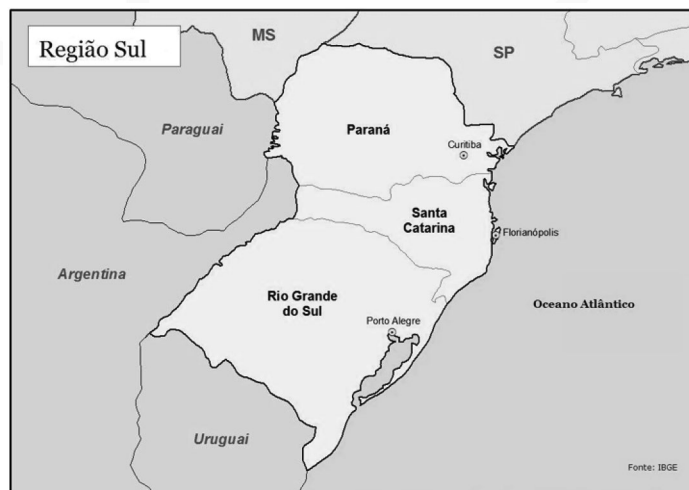 Região Sul
MS
SP
Paraguai
Paraná
Curitiba
Santa
Catarina
Florianópolis
Argentina
Rio Grande
do Sul
Oceano Atlântico
Porto Alegre
Uruguai
Fonte: IBGE